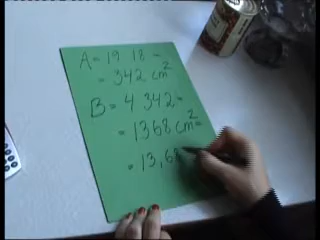 A = 19 18 =
= 342 cm²
B = 4 342 =
= 1368 cm² =
= 13,68